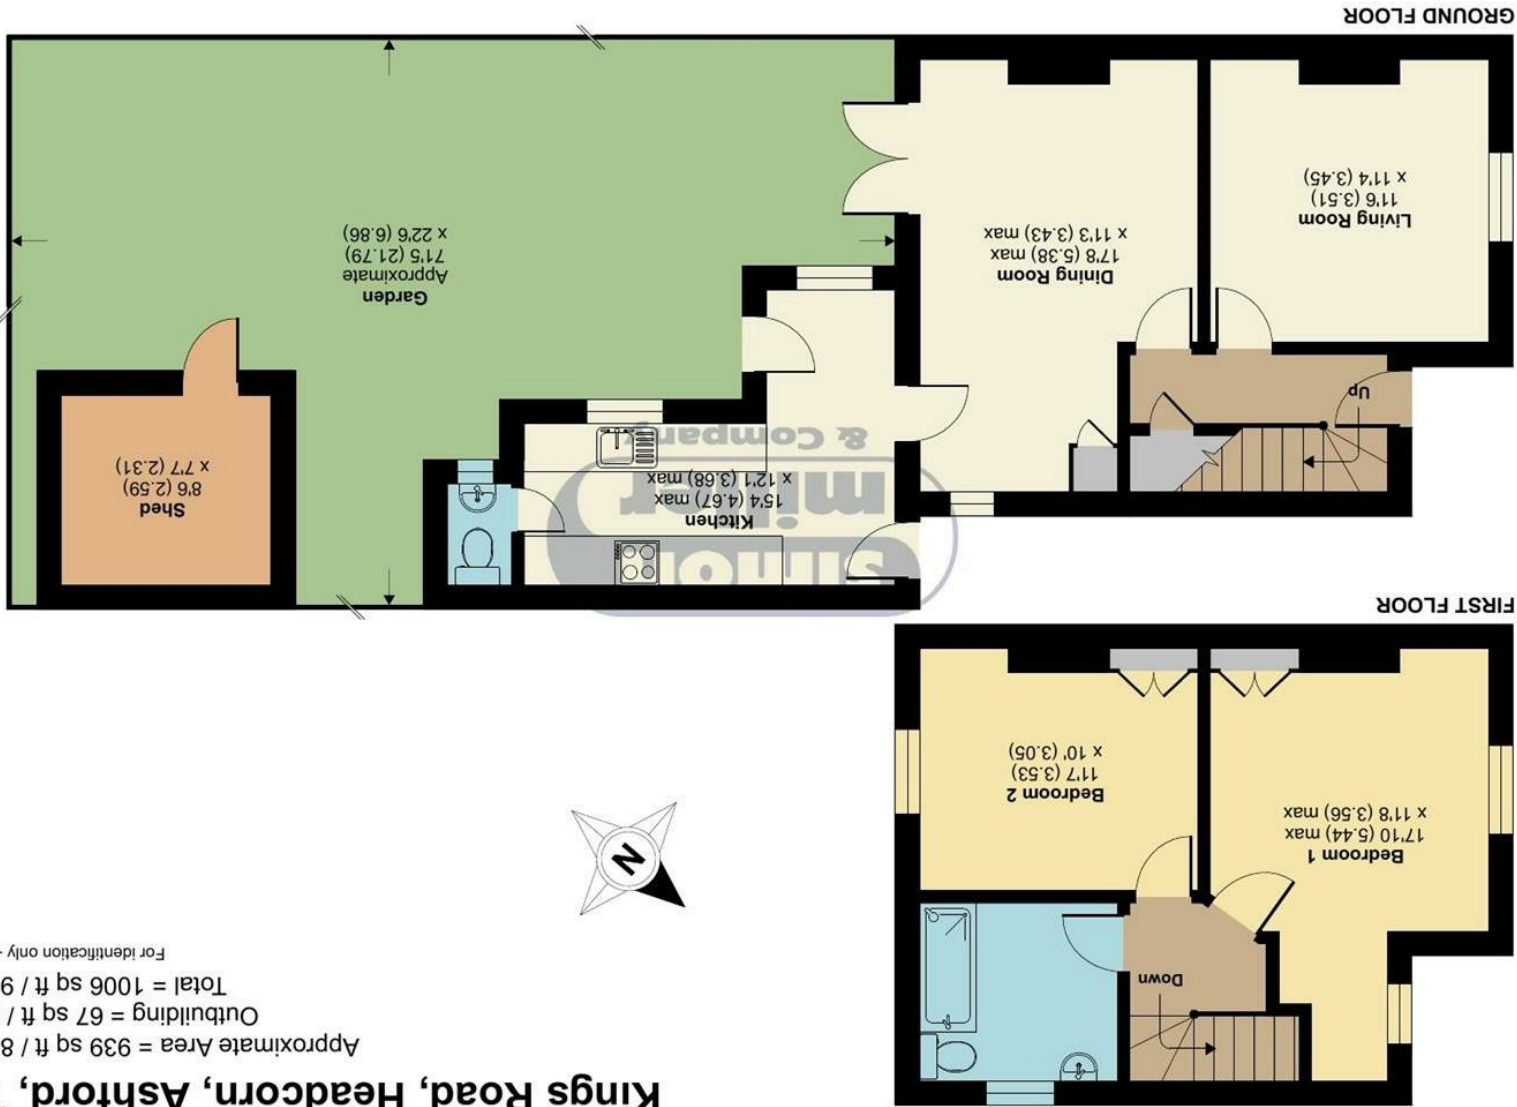 Kings Road, Headcorn, Ashford,
Approximate Area = 939 sq ft / 8
Outbuilding = 67 sq ft /
Total = 1006 sq ft / 9
For identification only -
N
Down
Bedroom 1
17'10 (5.44) max
x 11'8 (3.56) max
Bedroom 2
11'7 (3.53)
x 10' (3.05)
FIRST FLOOR
simon
miller
& Company
Kitchen
15'4 (4.67) max
x 12'1 (3.68) max
Shed
8'6 (2.59)
x 7'7 (2.31)
Up
Garden
Approximate
71'5 (21.79)
x 22'6 (6.86)
Dining Room
17'8 (5.38) max
x 11'3 (3.43) max
Living Room
11'6 (3.51)
x 11'4 (3.45)
GROUND FLOOR